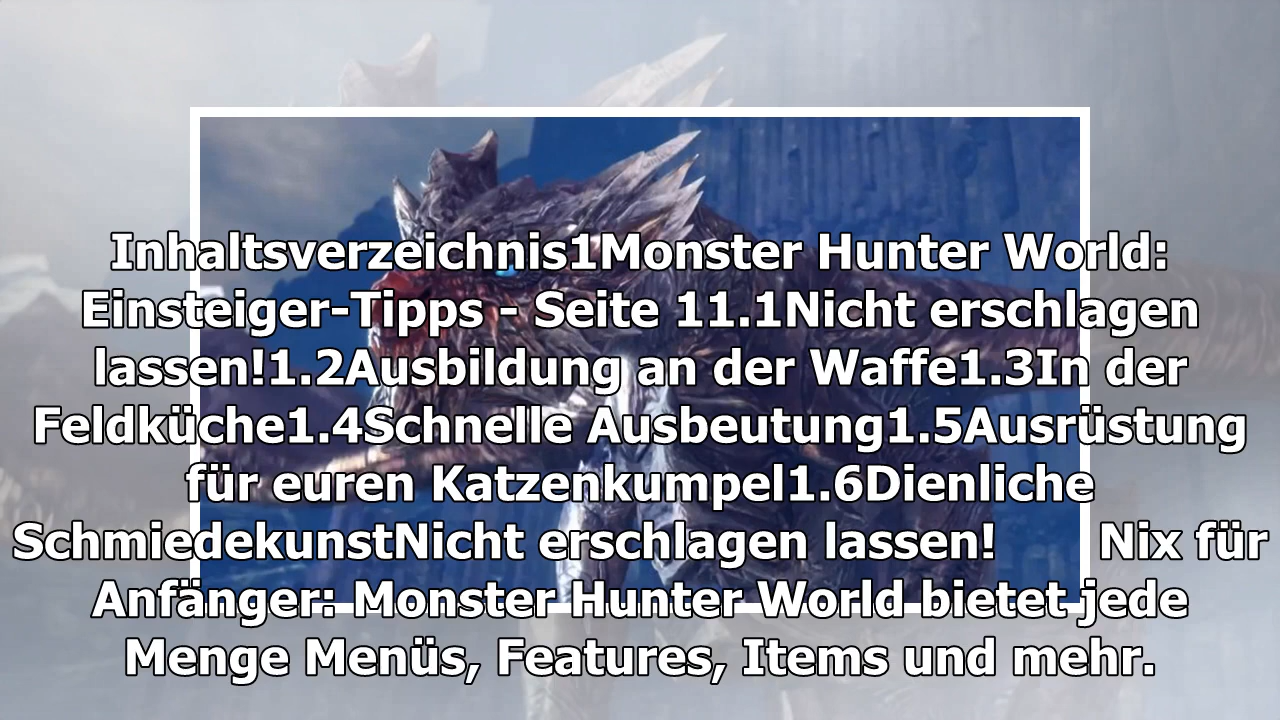 Inhaltsverzeichnis1Monster Hunter World:
Einsteiger-Tipps - Seite 11.1Nicht erschlagen
lassen!1.2Ausbildung an der Waffe1.3In der
Feldküche1.4Schnelle Ausbeutung1.5Ausrüstung
für euren Katzenkumpel1.6Dienliche
SchmiedekunstNicht erschlagen lassen! Nix für
Anfänger: Monster Hunter World bietet jede
Menge Menüs, Features, Items und mehr.